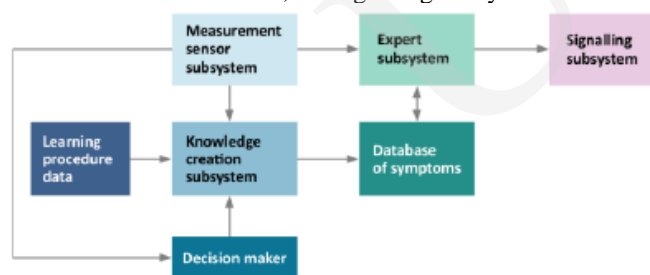 Measurement
sensor
subsystem
Expert
subsystem
Signalling
subsystem
Learning
procedure
data
Knowledge
creation
subsystem
Database
of symptoms
Decision maker